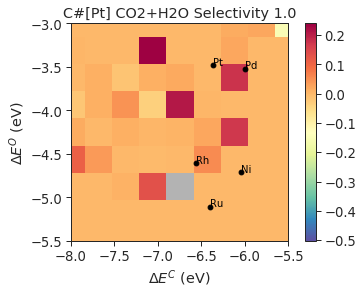 C#[Pt] CO2+H2O Selectivity 1.0
ΔE^O (eV)
-3.0
−3.5
−4.0
−4.5
−5.0
−5.5
Pt
Pd
Rh
Ni
Ru
−8.0 −7.5 −7.0 −6.5 −6.0 −5.5
ΔE^C (eV)
0.2
0.1
0.0
−0.1
−0.2
−0.3
−0.4
−0.5